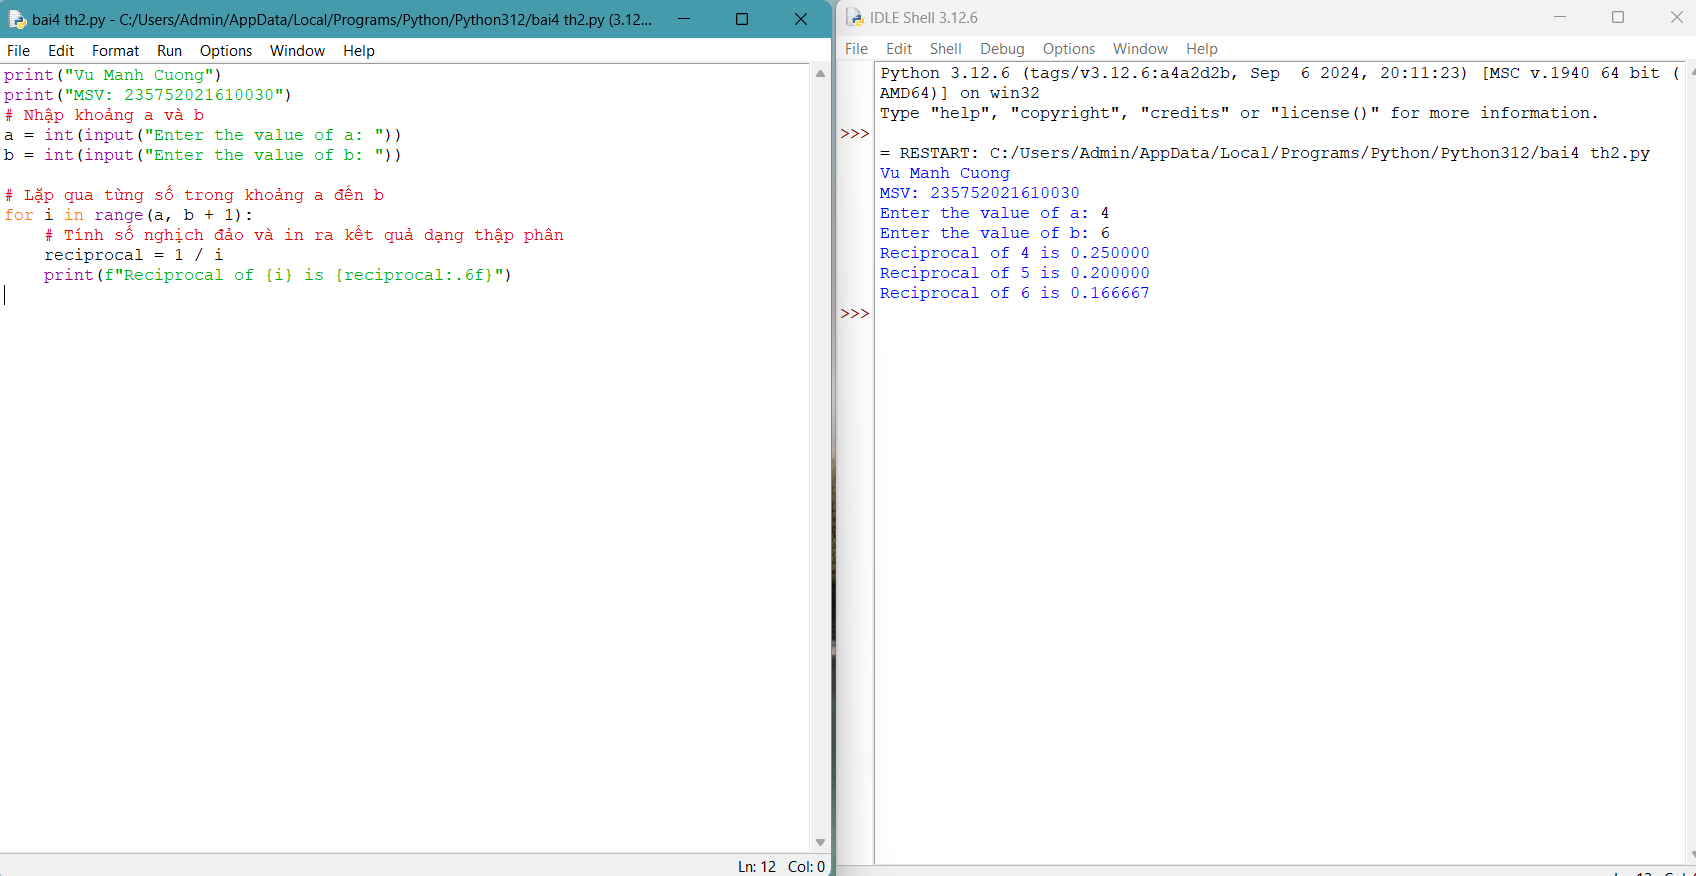 bai4 th2.py - C:/Users/Admin/AppData/Local/Programs/Python/Python312/bai4 th2.py (3.12...
File Edit Format Run Options Window Help
print("Vu Manh Cuong")
print("MSV: 235752021610030")
# Nhập khoảng a và b
a = int(input("Enter the value of a: "))
b = int(input("Enter the value of b: "))
# Lặp qua từng số trong khoảng a đến b
for i in range(a, b + 1):
    # Tính số nghịch đảo và in ra kết quả dạng thập phân
    reciprocal = 1 / i
    print(f"Reciprocal of {i} is {reciprocal:.6f}")
Ln: 12 Col: 0
IDLE Shell 3.12.6
File Edit Shell Debug Options Window Help
Python 3.12.6 (tags/v3.12.6:a4a2d2b, Sep  6 2024, 20:11:23) [MSC v.1940 64 bit (
AMD64)] on win32
Type "help", "copyright", "credits" or "license()" for more information.
>>>
= RESTART: C:/Users/Admin/AppData/Local/Programs/Python/Python312/bai4 th2.py
Vu Manh Cuong
MSV: 235752021610030
Enter the value of a: 4
Enter the value of b: 6
Reciprocal of 4 is 0.250000
Reciprocal of 5 is 0.200000
Reciprocal of 6 is 0.166667
>>>